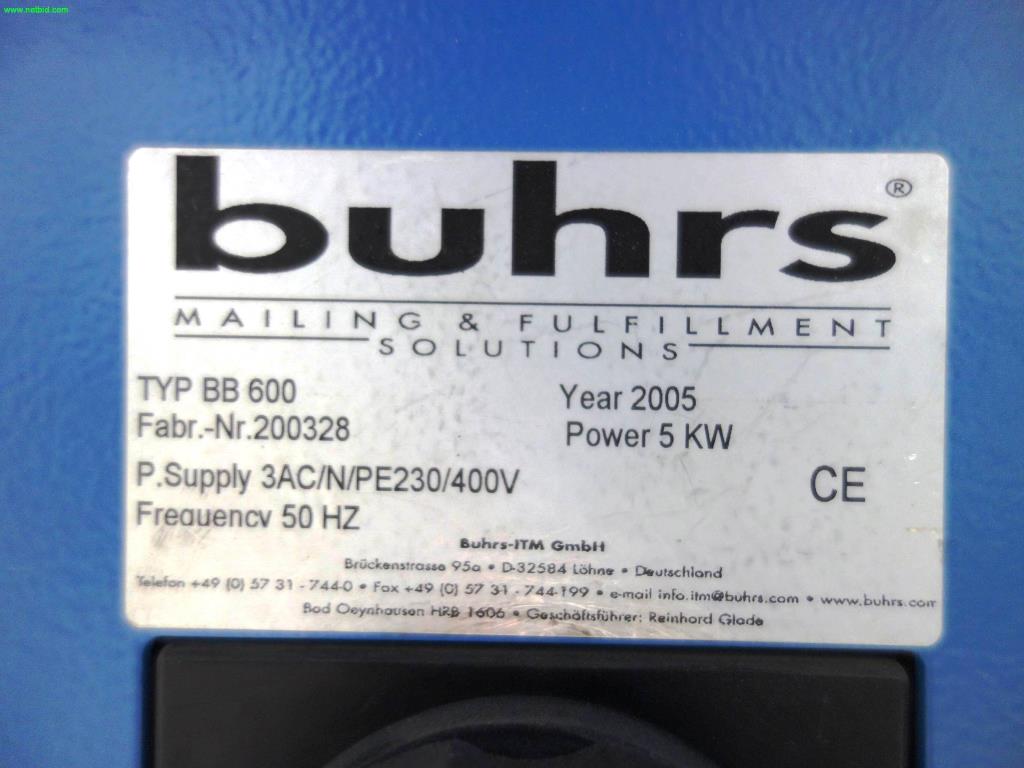 www.netbid.com
buhrs®
MAILING & FULFILLMENT
SOLUTIONS
TYP BB 600 Year 2005
Fabr.-Nr.200328 Power 5 KW
P.Supply 3AC/N/PE230/400V CE
Frequency 50 HZ
Buhrs-ITM GmbH
Brückenstrasse 95a • D-32584 Löhne • Deutschland
Telefon +49 (0) 57 31 - 744-0 • Fax +49 (0) 57 31 - 744-199 • e-mail info.itm@buhrs.com • www.buhrs.com
Bad Oeynhausen HRB 1606 • Geschäftsführer: Reinhord Glade